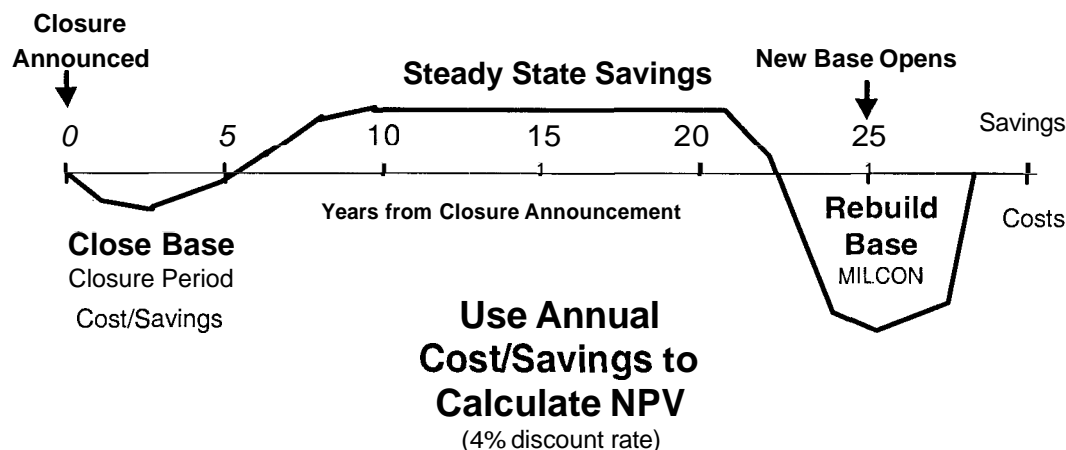 Closure
Announced
Steady State Savings
New Base Opens
0 5 10 15 20 25 Savings
Years from Closure Announcement
Costs
Close Base
Closure Period
Cost/Savings
Rebuild
Base
MILCON
Use Annual
Cost/Savings to
Calculate NPV
(4% discount rate)